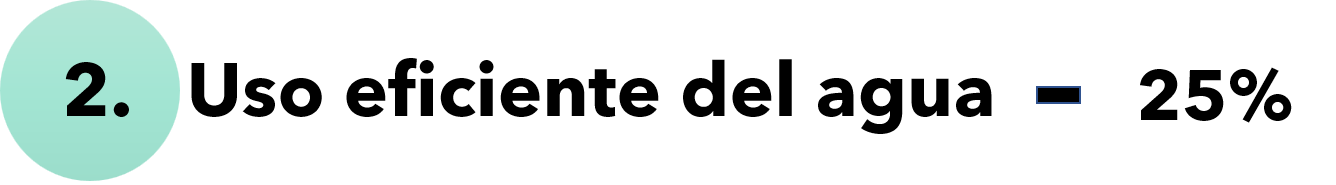 2. Uso eficiente del agua – 25%